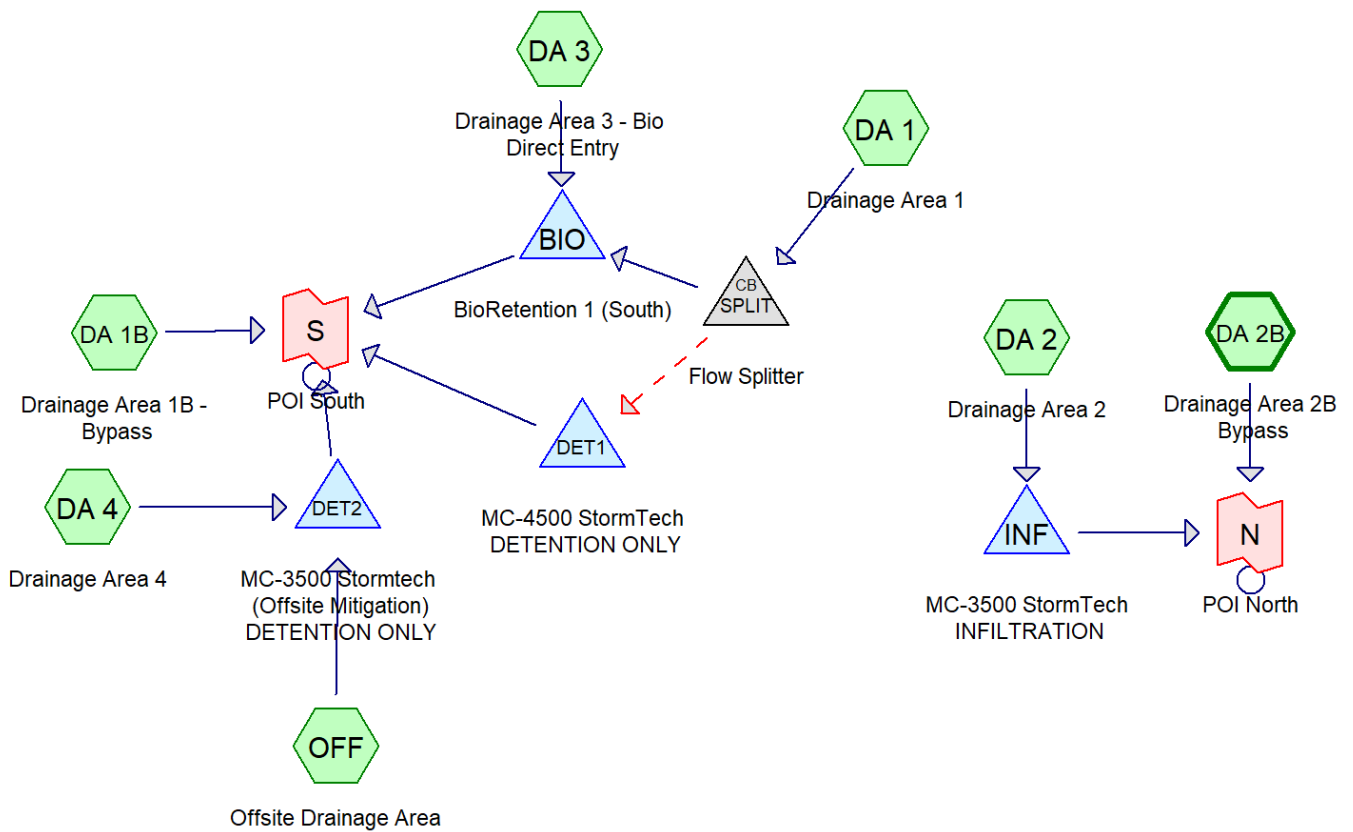 DA 3
Drainage Area 3 - Bio
Direct Entry
DA 1
Drainage Area 1
BIO
BioRetention 1 (South)
CB
SPLIT
Flow Splitter
DA 1B
Drainage Area 1B -
Bypass
S
POI South
DET1
MC-4500 StormTech
DETENTION ONLY
DA 4
Drainage Area 4
DET2
MC-3500 Stormtech
(Offsite Mitigation)
DETENTION ONLY
OFF
Offsite Drainage Area
DA 2
Drainage Area 2
DA 2B
Drainage Area 2B
Bypass
INF
MC-3500 StormTech
INFILTRATION
N
POI North